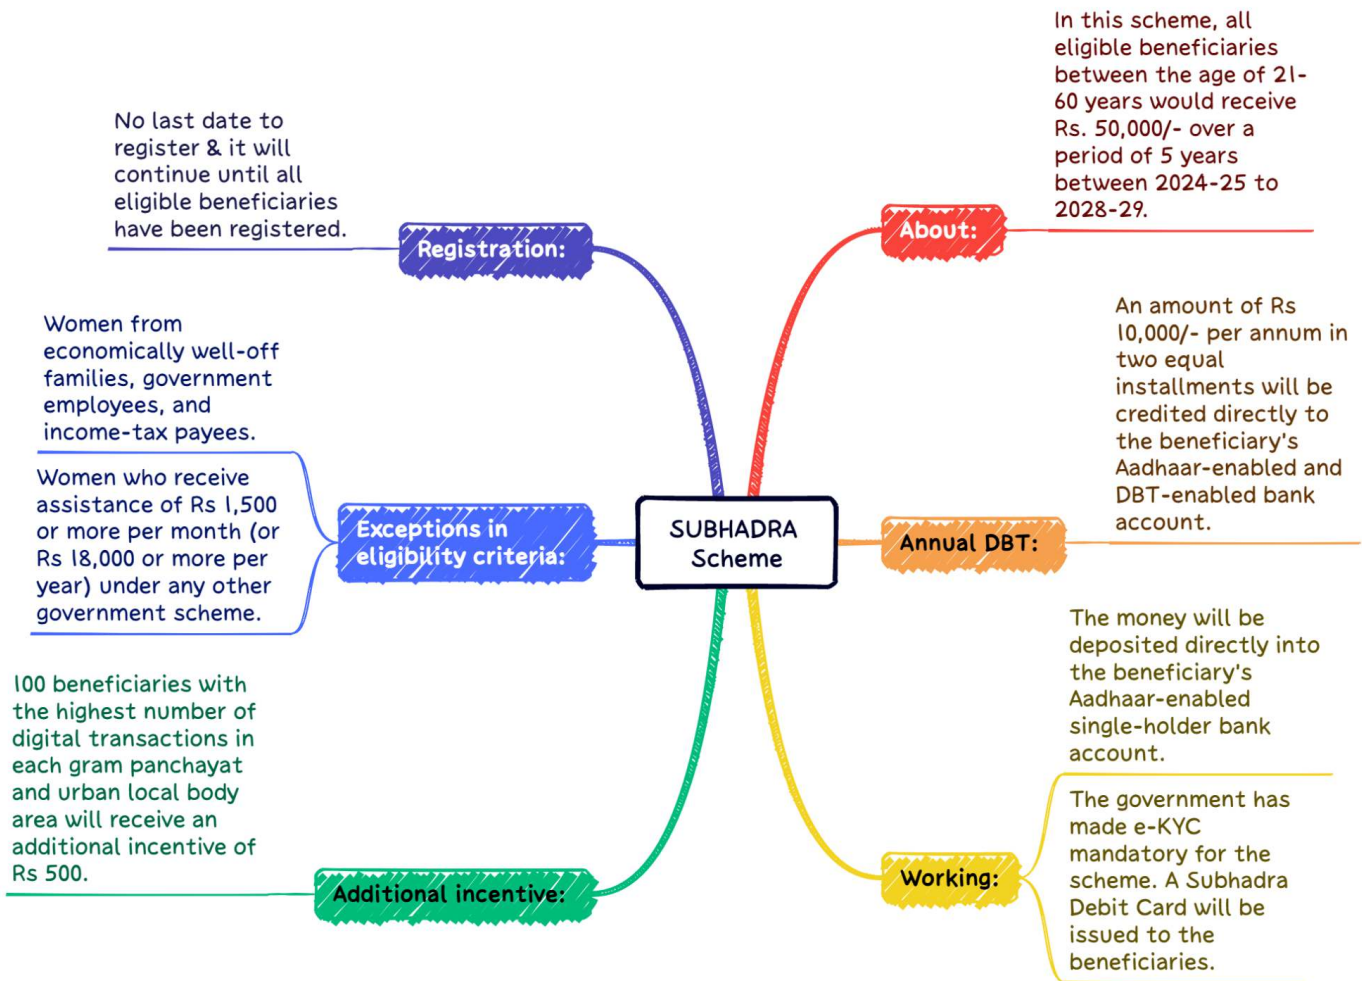 SUBHADRA
Scheme
About:
In this scheme, all
eligible beneficiaries
between the age of 21-
60 years would receive
Rs. 50,000/- over a
period of 5 years
between 2024-25 to
2028-29.
Annual DBT:
An amount of Rs
10,000/- per annum in
two equal
installments will be
credited directly to
the beneficiary's
Aadhaar-enabled and
DBT-enabled bank
account.
Working:
The money will be
deposited directly into
the beneficiary's
Aadhaar-enabled
single-holder bank
account.
The government has
made e-KYC
mandatory for the
scheme. A Subhadra
Debit Card will be
issued to the
beneficiaries.
Registration:
No last date to
register & it will
continue until all
eligible beneficiaries
have been registered.
Exceptions in
eligibility criteria:
Women from
economically well-off
families, government
employees, and
income-tax payees.
Women who receive
assistance of Rs 1,500
or more per month (or
Rs 18,000 or more per
year) under any other
government scheme.
Additional incentive:
100 beneficiaries with
the highest number of
digital transactions in
each gram panchayat
and urban local body
area will receive an
additional incentive of
Rs 500.